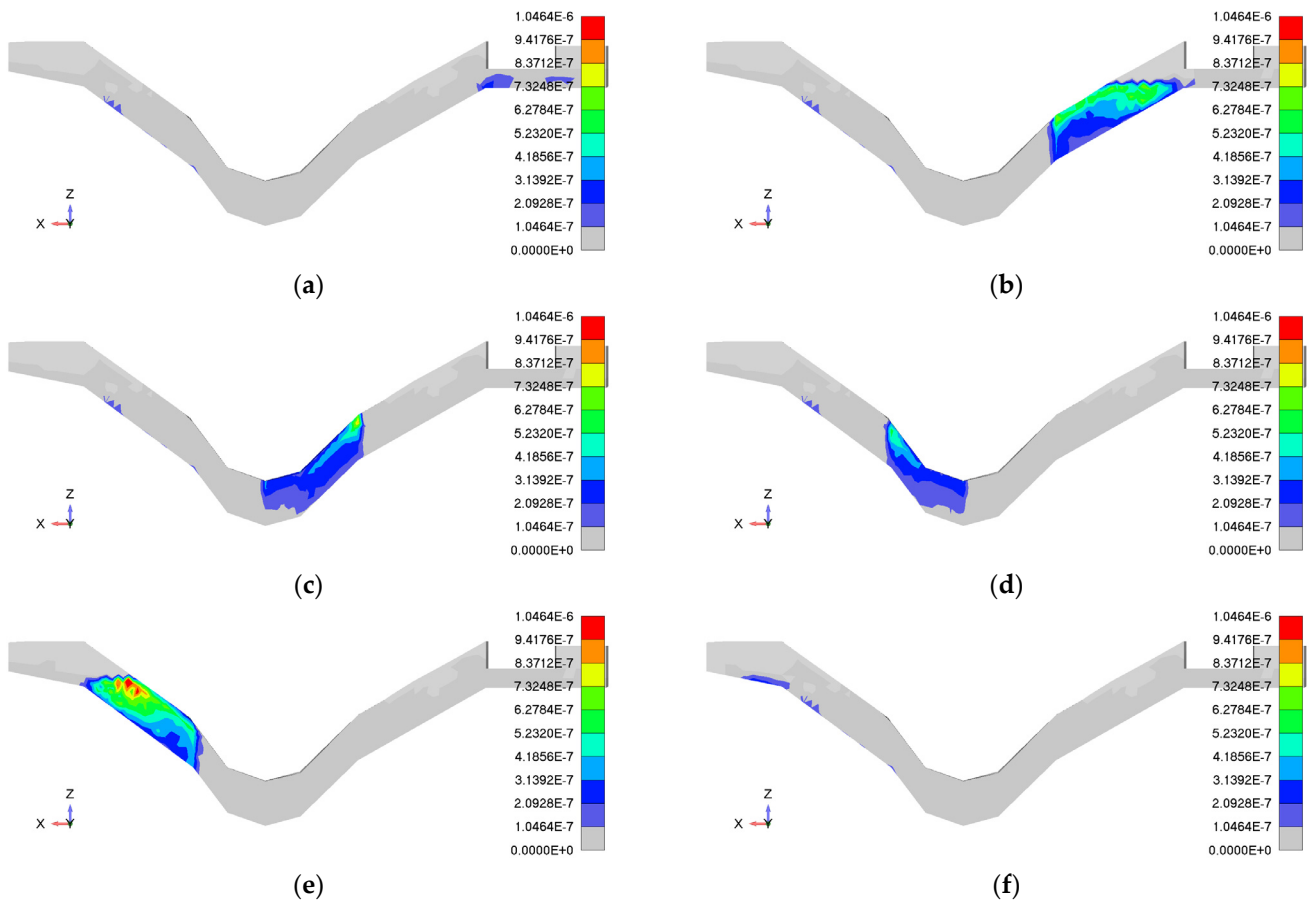 1.0464E-6
9.4176E-7
8.3712E-7
7.3248E-7
6.2784E-7
5.2320E-7
4.1856E-7
3.1392E-7
2.0928E-7
1.0464E-7
0.0000E+0
Z
X
Y
(a)
1.0464E-6
9.4176E-7
8.3712E-7
7.3248E-7
6.2784E-7
5.2320E-7
4.1856E-7
3.1392E-7
2.0928E-7
1.0464E-7
0.0000E+0
Z
X
Y
(b)
1.0464E-6
9.4176E-7
8.3712E-7
7.3248E-7
6.2784E-7
5.2320E-7
4.1856E-7
3.1392E-7
2.0928E-7
1.0464E-7
0.0000E+0
Z
X
Y
(c)
1.0464E-6
9.4176E-7
8.3712E-7
7.3248E-7
6.2784E-7
5.2320E-7
4.1856E-7
3.1392E-7
2.0928E-7
1.0464E-7
0.0000E+0
Z
X
Y
(d)
1.0464E-6
9.4176E-7
8.3712E-7
7.3248E-7
6.2784E-7
5.2320E-7
4.1856E-7
3.1392E-7
2.0928E-7
1.0464E-7
0.0000E+0
Z
X
Y
(e)
1.0464E-6
9.4176E-7
8.3712E-7
7.3248E-7
6.2784E-7
5.2320E-7
4.1856E-7
3.1392E-7
2.0928E-7
1.0464E-7
0.0000E+0
Z
X
Y
(f)